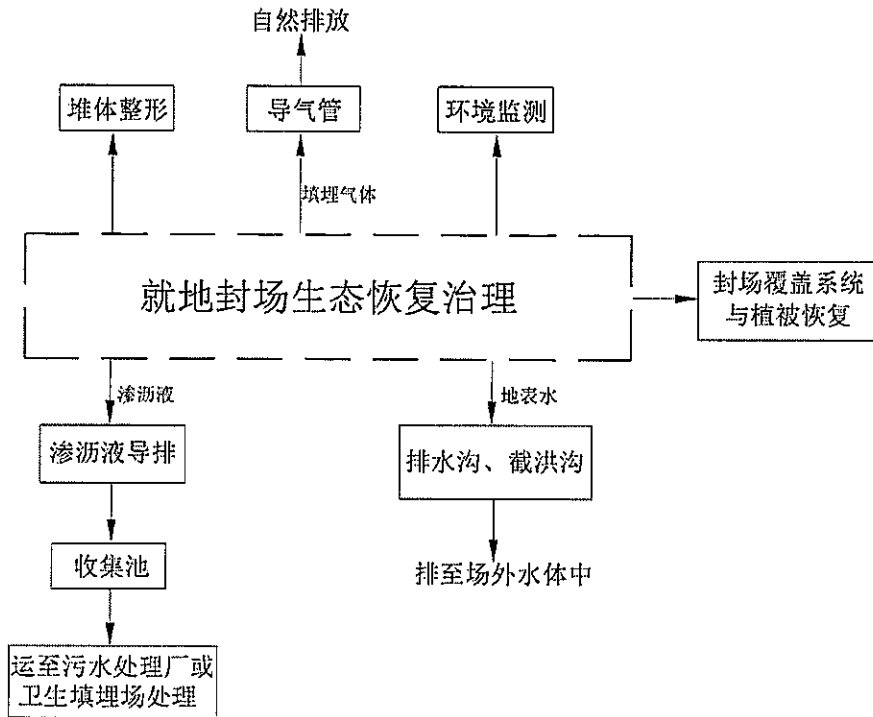 自然排放
堆体整形
导气管
环境监测
填埋气体
就地封场生态恢复治理
封场覆盖系统
与植被恢复
渗沥液
地表水
渗沥液导排
排水沟、截洪沟
收集池
排至场外水体中
运至污水处理厂或
卫生填埋场处理